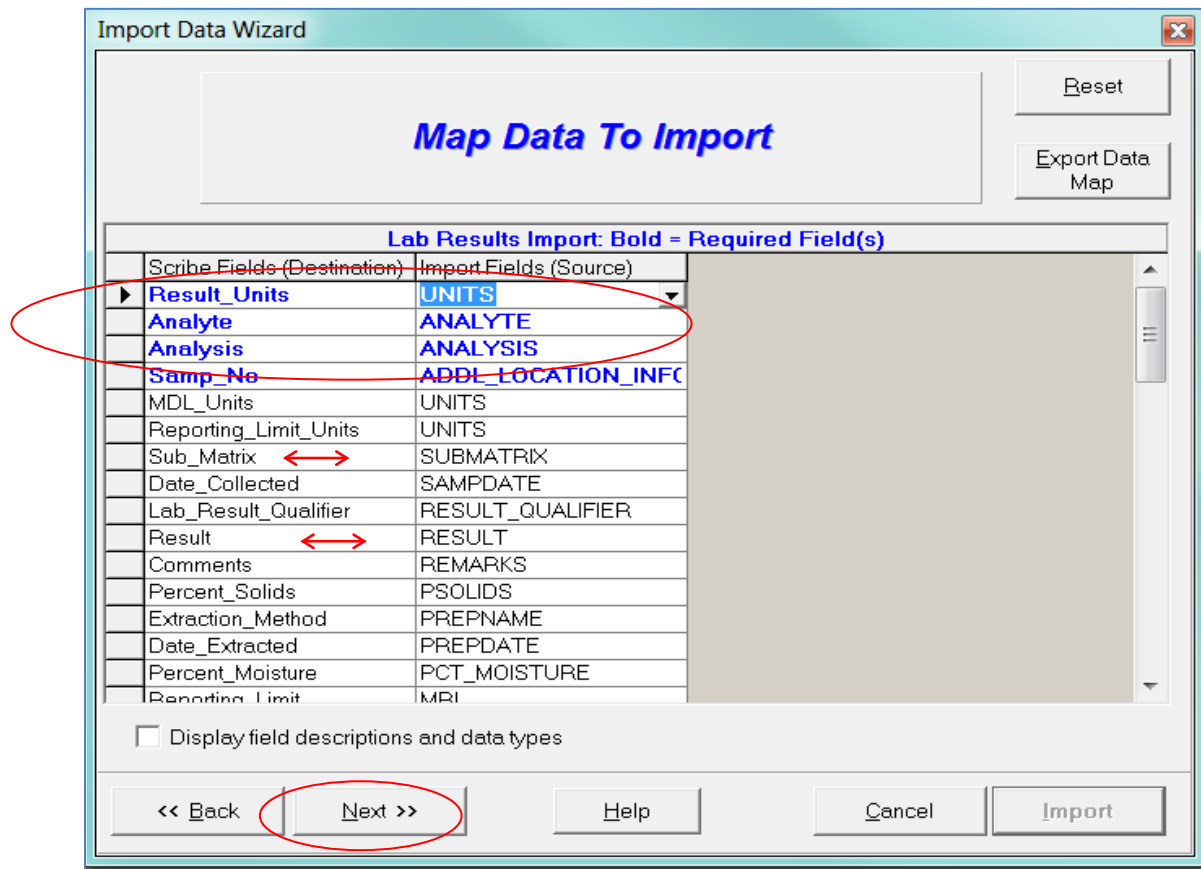 Import Data Wizard
Reset
Map Data To Import
Export Data
Map
Lab Results Import: Bold = Required Field(s)
Scribe Fields (Destination) Import Fields (Source)
Result_Units UNITS
Analyte ANALYTE
Analysis ANALYSIS
Samp_No ADDL_LOCATION_INFO
MDL_Units UNITS
Reporting_Limit_Units UNITS
Sub_Matrix SUBMATRIX
Date_Collected SAMPDATE
Lab_Result_Qualifier RESULT_QUALIFIER
Result RESULT
Comments REMARKS
Percent_Solids PSOLIDS
Extraction_Method PREPNAME
Date_Extracted PREPDATE
Percent_Moisture PCT_MOISTURE
Reporting_Limit MRL
Display field descriptions and data types
<< Back Next >> Help Cancel Import